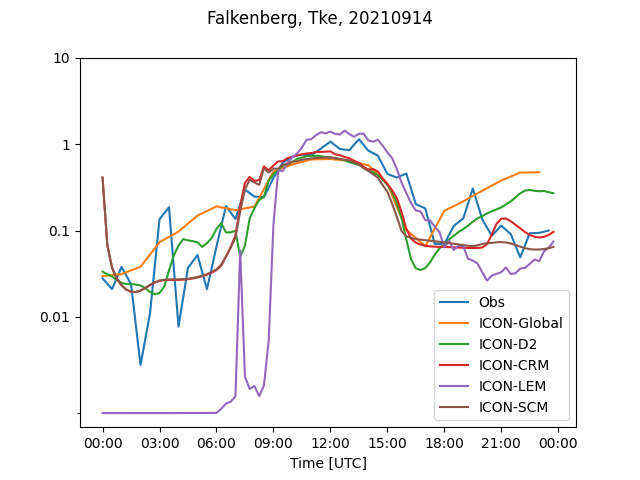 Falkenberg, Tke, 20210914
10
1
0.1
0.01
Obs
ICON-Global
ICON-D2
ICON-CRM
ICON-LEM
ICON-SCM
00:00 03:00 06:00 09:00 12:00 15:00 18:00 21:00 00:00
Time [UTC]